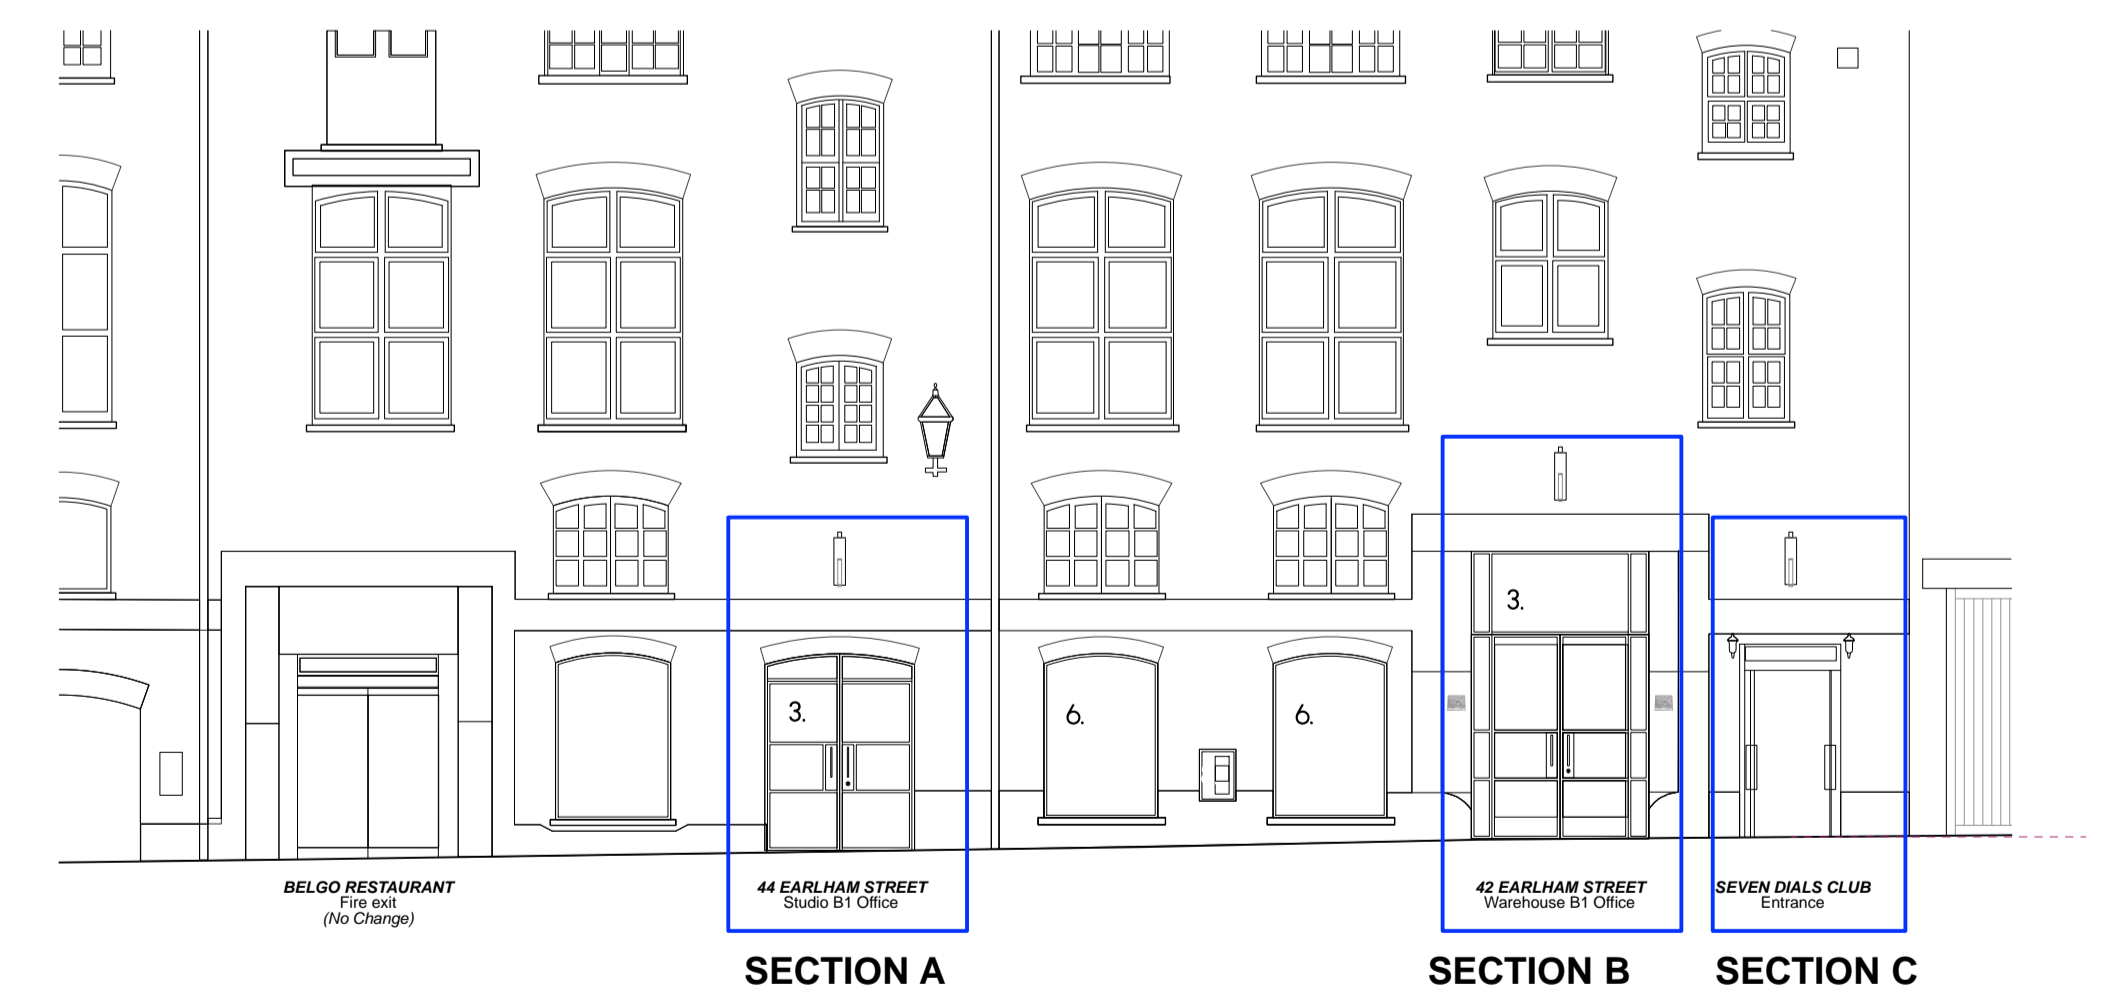 3.
3.
6.
6.
BELGO RESTAURANT
Fire exit
(No Change)
44 EARLHAM STREET
Studio B1 Office
42 EARLHAM STREET
Warehouse B1 Office
SEVEN DIALS CLUB
Entrance
SECTION A
SECTION B
SECTION C